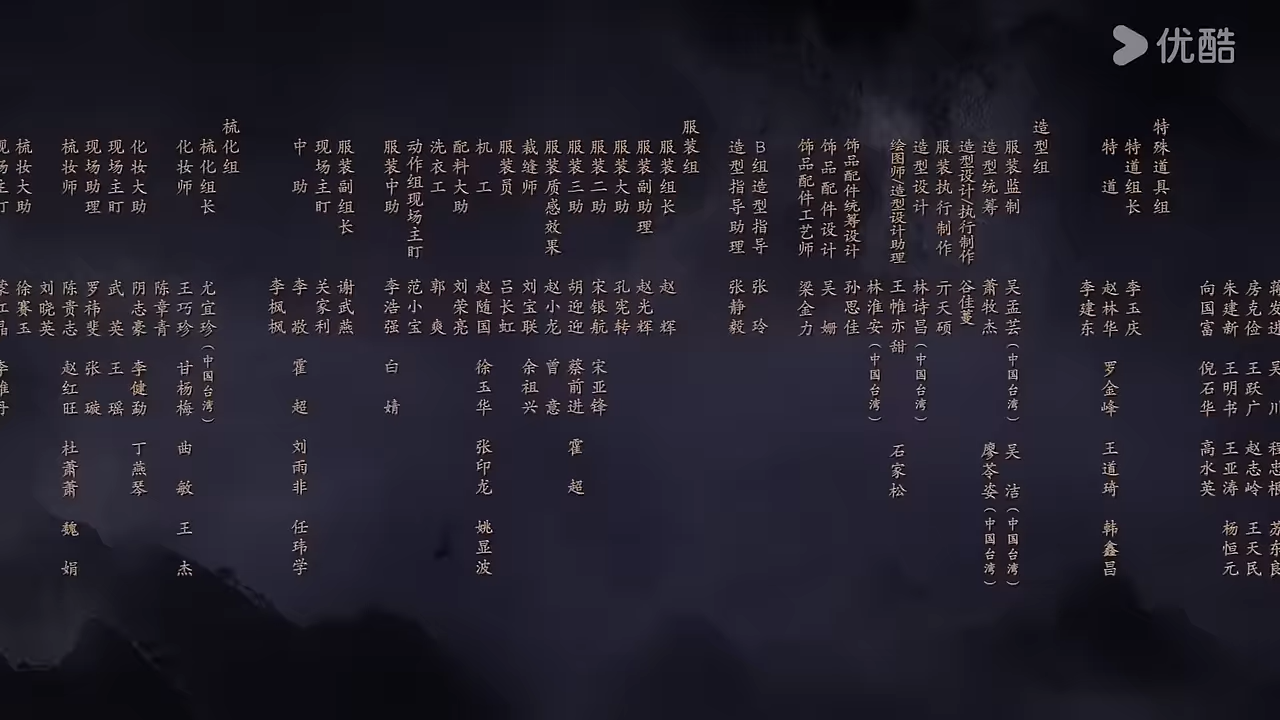 优酷
蒋发进 吴 川 程忠根 苏东良
房克俭 王跃广 赵志岭 王天民
朱建新 王明书 王亚涛 杨恒元
向国富 倪石华 高水英
特殊道具组
特道组长 李玉庆
特 道 赵林华 罗金峰 王道琦 韩鑫昌
李建东
造型组
服装监制 吴孟芸(中国台湾) 吴 洁(中国台湾)
造型统筹 萧牧杰 廖苓姿(中国台湾)
造型设计/执行制作 谷佳蔓
服装执行制作 亓天硕
造型设计 林诗昌(中国台湾)
绘图师/造型设计助理 王帷亦甜 石家松
林淮安(中国台湾)
饰品配件统筹设计 孙思佳
饰品配件设计 吴 姗
饰品配件工艺师 梁金力
B组造型指导 张 玲
造型指导助理 张静毅
服装组
服装组长 赵 辉
服装副助理 赵光辉
服装大助 孔宪转
服装二助 宋银航 宋亚锋
服装三助 胡迎迎 蔡前进 霍 超
服装质感效果 赵小龙 曾 意
裁缝师 刘宝联 余祖兴
服装员 吕长虹
机 工 赵随国 徐玉华 张印龙 姚显波
配料大助 刘荣亮
洗衣工 郭 爽
动作组现场主盯 范小宝
服装中助 李浩强 白 婧
服装副组长 谢武燕
现场主盯 关家利
中 助 李 敢 霍 超 刘雨非 任玮学
李枫枫
梳化组
梳化组长 尤宜珍(中国台湾)
化妆师 王巧珍 甘杨梅 曲 敏 王 杰
陈章青
化妆大助 阴志豪 李健勐 丁燕琴
现场主盯 武 英 王 瑶
现场助理 罗祎斐 张 璇
梳妆师 陈贵志 赵红旺 杜萧萧 魏 娟
刘晓英
梳妆大助 徐赛玉